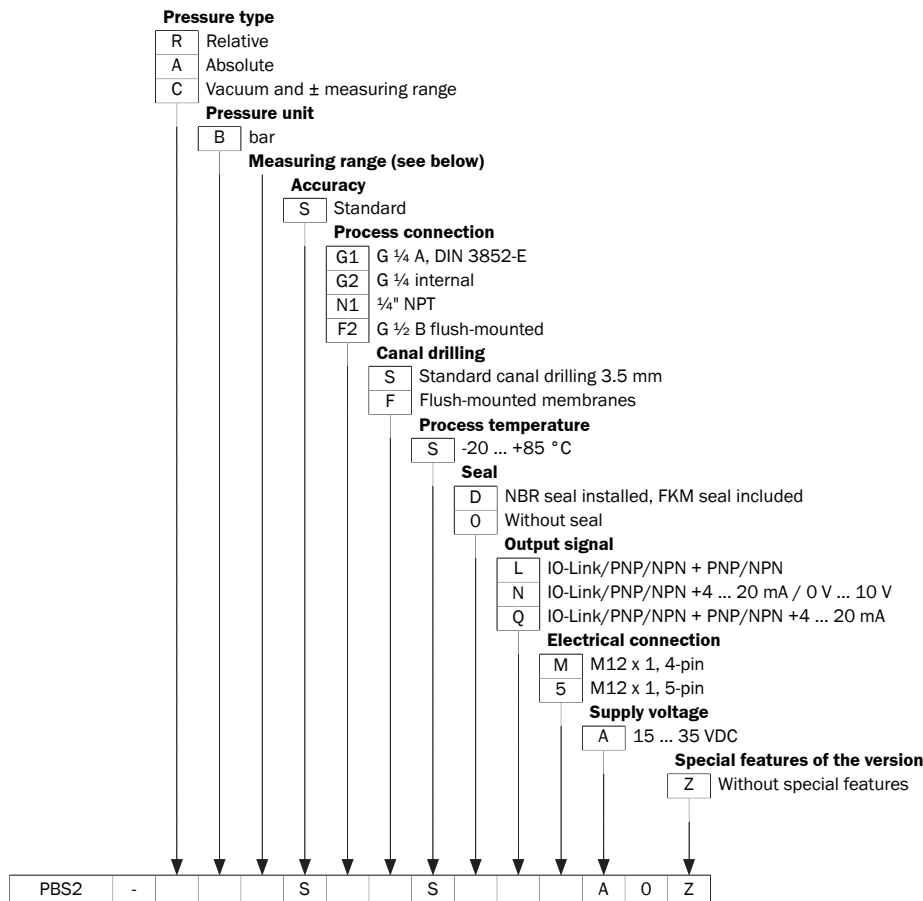 Pressure type
R Relative
A Absolute
C Vacuum and ± measuring range
Pressure unit
B bar
Measuring range (see below)
Accuracy
S Standard
Process connection
G1 G ¼ A, DIN 3852-E
G2 G ¼ internal
N1 ¼" NPT
F2 G ½ B flush-mounted
Canal drilling
S Standard canal drilling 3.5 mm
F Flush-mounted membranes
Process temperature
S -20 ... +85 °C
Seal
D NBR seal installed, FKM seal included
0 Without seal
Output signal
L IO-Link/PNP/NPN + PNP/NPN
N IO-Link/PNP/NPN +4 ... 20 mA / 0 V ... 10 V
Q IO-Link/PNP/NPN + PNP/NPN +4 ... 20 mA
Electrical connection
M M12 x 1, 4-pin
5 M12 x 1, 5-pin
Supply voltage
A 15 ... 35 VDC
Special features of the version
Z Without special features
PBS2 - S S A 0 Z